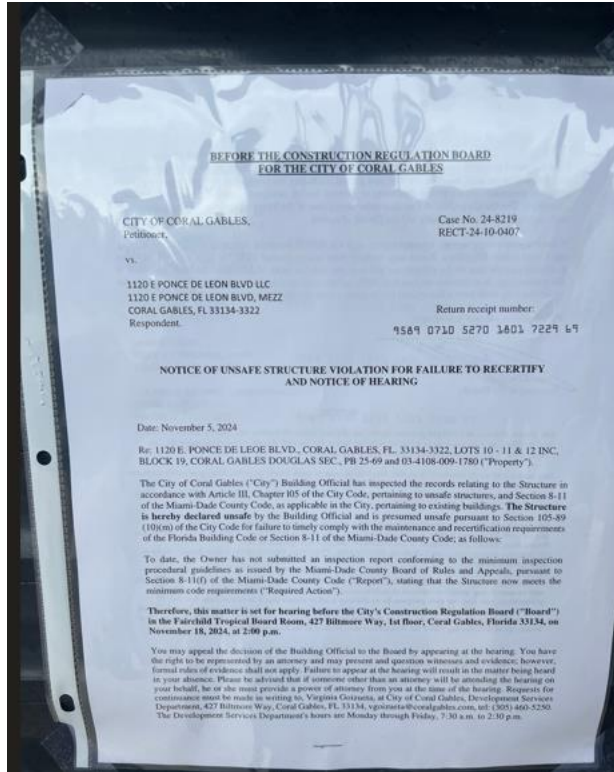 BEFORE THE CONSTRUCTION REGULATION BOARD
FOR THE CITY OF CORAL GABLES
CITY OF CORAL GABLES,
Petitioner,
Case No. 24-8219
RECT-24-10-0407
vs.
1120 E PONCE DE LEON BLVD LLC
1120 E PONCE DE LEON BLVD, MEZZ
CORAL GABLES, FL 33134-3322
Respondent.
Return receipt number:
9589 0710 5270 1801 7229 69
NOTICE OF UNSAFE STRUCTURE VIOLATION FOR FAILURE TO RECERTIFY
AND NOTICE OF HEARING
Date: November 5, 2024
Re: 1120 E. PONCE DE LEOE BLVD., CORAL GABLES, FL. 33134-3322, LOTS 10 - 11 & 12 INC,
BLOCK 19, CORAL GABLES DOUGLAS SEC, PB 25-69 and 03-4108-009-1780 ("Property").
The City of Coral Gables ("City") Building Official has inspected the records relating to the Structure in
accordance with Article III, Chapter 105 of the City Code, pertaining to unsafe structures, and Section 8-11
of the Miami-Dade County Code, as applicable in the City, pertaining to existing buildings. The Structure
is hereby declared unsafe by the Building Official and is presumed unsafe pursuant to Section 105-89
(10)(m) of the City Code for failure to timely comply with the maintenance and recertification requirements
of the Florida Building Code or Section 8-11 of the Miami-Dade County Code; as follows:
To date, the Owner has not submitted an inspection report conforming to the minimum inspection
procedural guidelines as issued by the Miami-Dade County Board of Rules and Appeals, pursuant to
Section 8-11(f) of the Miami-Dade County Code ("Report"), stating that the Structure now meets the
minimum code requirements ("Required Action").
Therefore, this matter is set for hearing before the City's Construction Regulation Board ("Board")
in the Fairchild Tropical Board Room, 427 Biltmore Way, 1st floor, Coral Gables, Florida 33134, on
November 18, 2024, at 2:00 p.m.
You may appeal the decision of the Building Official to the Board by appearing at the hearing. You have
the right to be represented by an attorney and may present and question witnesses and evidence; however,
formal rules of evidence shall not apply. Failure to appear at the hearing will result in the matter being heard
in your absence. Please be advised that if someone other than an attorney will be attending the hearing on
your behalf, he or she must provide a power of attorney from you at the time of the hearing. Requests for
continuance must be made in writing to, Virginia Goizueta, at City of Coral Gables, Development Services
Department, 427 Biltmore Way, Coral Gables, FL 33134, vgoizueta@coralgables.com, tel: (305) 460-5250.
The Development Services Department's hours are Monday through Friday, 7:30 a.m. to 2:30 p.m.